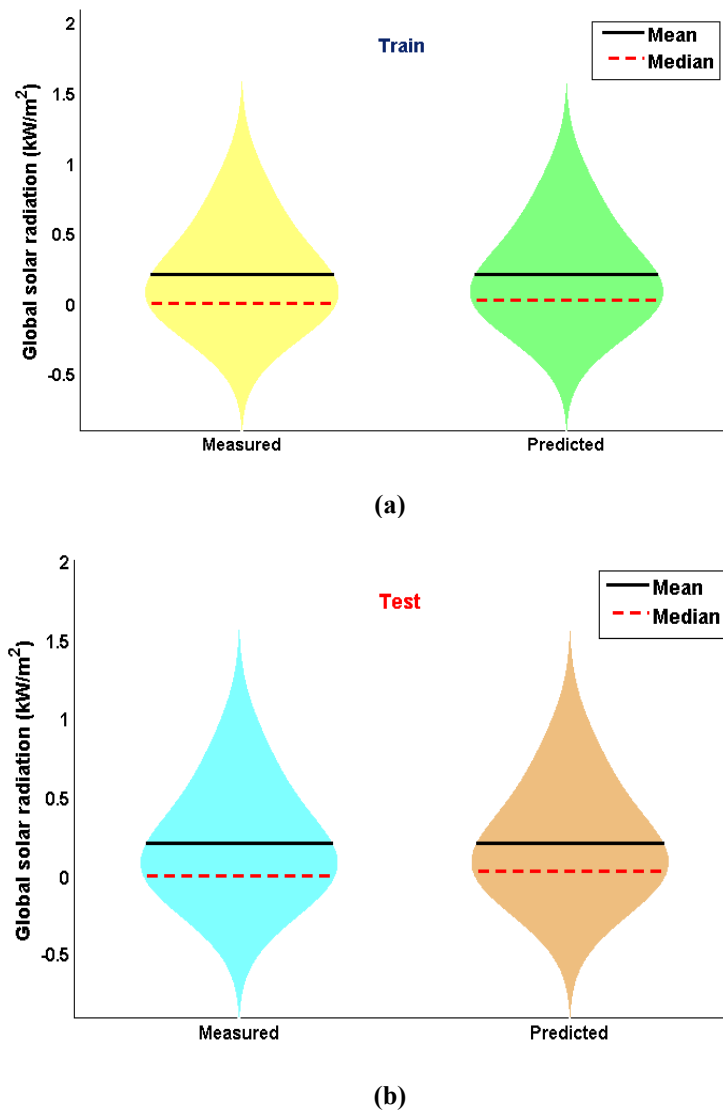 2
Train
Mean
Median
1.5
1
0.5
0
-0.5
Global solar radiation (kW/m²)
Measured Predicted
(a)
2
Test
Mean
Median
1.5
1
0.5
0
-0.5
Global solar radiation (kW/m²)
Measured Predicted
(b)